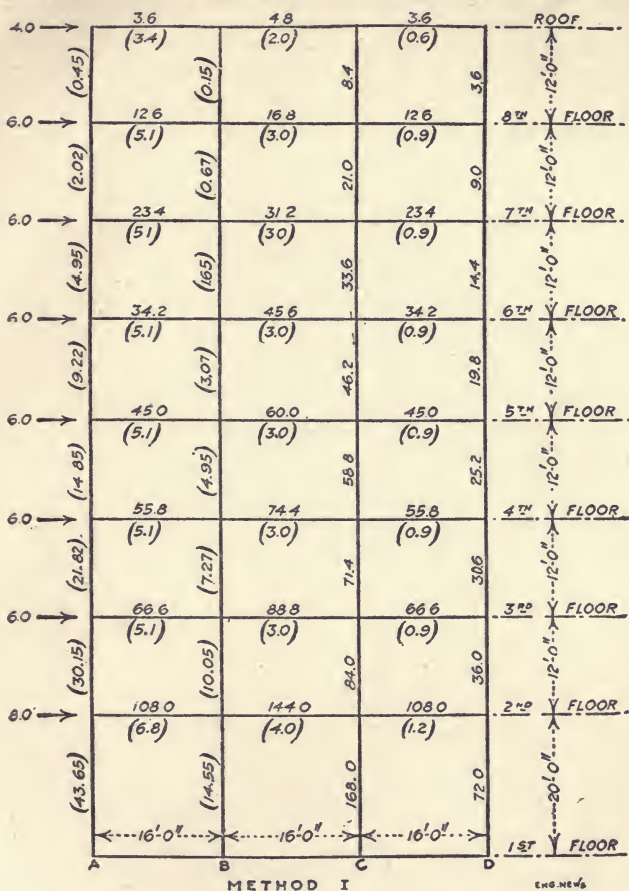 3.6 4.8 3.6 ROOF
4.0 (3.4) (2.0) (0.6)
(0.45) (0.15) 8.4 3.6 12'-0"
12.6 16.8 12.6 8TH FLOOR
6.0 (5.1) (3.0) (0.9)
(2.02) (0.67) 21.0 9.0 12'-0"
23.4 31.2 23.4 7TH FLOOR
6.0 (5.1) (3.0) (0.9)
(4.95) (1.65) 33.6 14.4 12'-0"
34.2 45.6 34.2 6TH FLOOR
6.0 (5.1) (3.0) (0.9)
(9.22) (3.07) 46.2 19.8 12'-0"
45.0 60.0 45.0 5TH FLOOR
6.0 (5.1) (3.0) (0.9)
(14.85) (4.95) 58.8 25.2 12'-0"
55.8 74.4 55.8 4TH FLOOR
6.0 (5.1) (3.0) (0.9)
(21.82) (7.27) 71.4 30.6 12'-0"
66.6 88.8 66.6 3RD FLOOR
6.0 (5.1) (3.0) (0.9)
(30.15) (10.05) 84.0 36.0 12'-0"
108.0 144.0 108.0 2ND FLOOR
8.0 (6.8) (4.0) (1.2)
(43.65) (14.55) 168.0 72.0 20'-0"
16'-0" 16'-0" 16'-0" 1ST FLOOR
A B C D
METHOD I ENG. NEWS